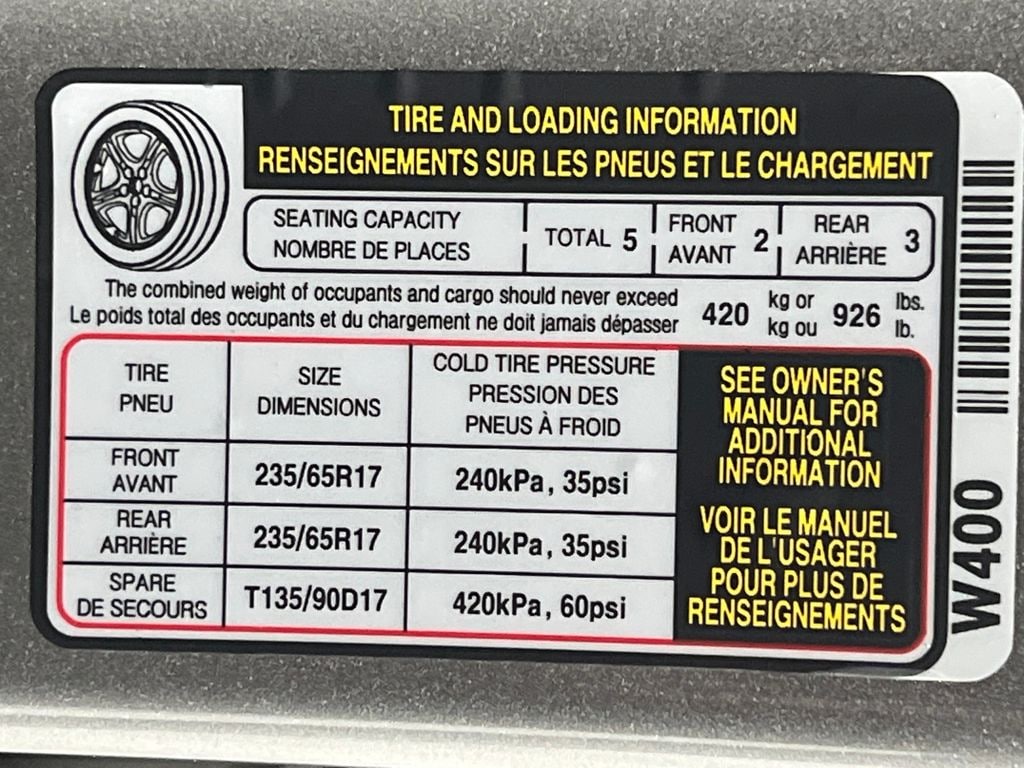 TIRE AND LOADING INFORMATION
RENSEIGNEMENTS SUR LES PNEUS ET LE CHARGEMENT
SEATING CAPACITY
NOMBRE DE PLACES
TOTAL 5
FRONT
AVANT 2
REAR
ARRIÈRE 3
The combined weight of occupants and cargo should never exceed
Le poids total des occupants et du chargement ne doit jamais dépasser
420 kg or 926 lbs.
kg ou lb.
TIRE
PNEU
SIZE
DIMENSIONS
COLD TIRE PRESSURE
PRESSION DES
PNEUS À FROID
FRONT
AVANT
235/65R17
240kPa, 35psi
REAR
ARRIÈRE
235/65R17
240kPa, 35psi
SPARE
DE SECOURS
T135/90D17
420kPa, 60psi
SEE OWNER'S
MANUAL FOR
ADDITIONAL
INFORMATION
VOIR LE MANUEL
DE L'USAGER
POUR PLUS DE
RENSEIGNEMENTS
W400